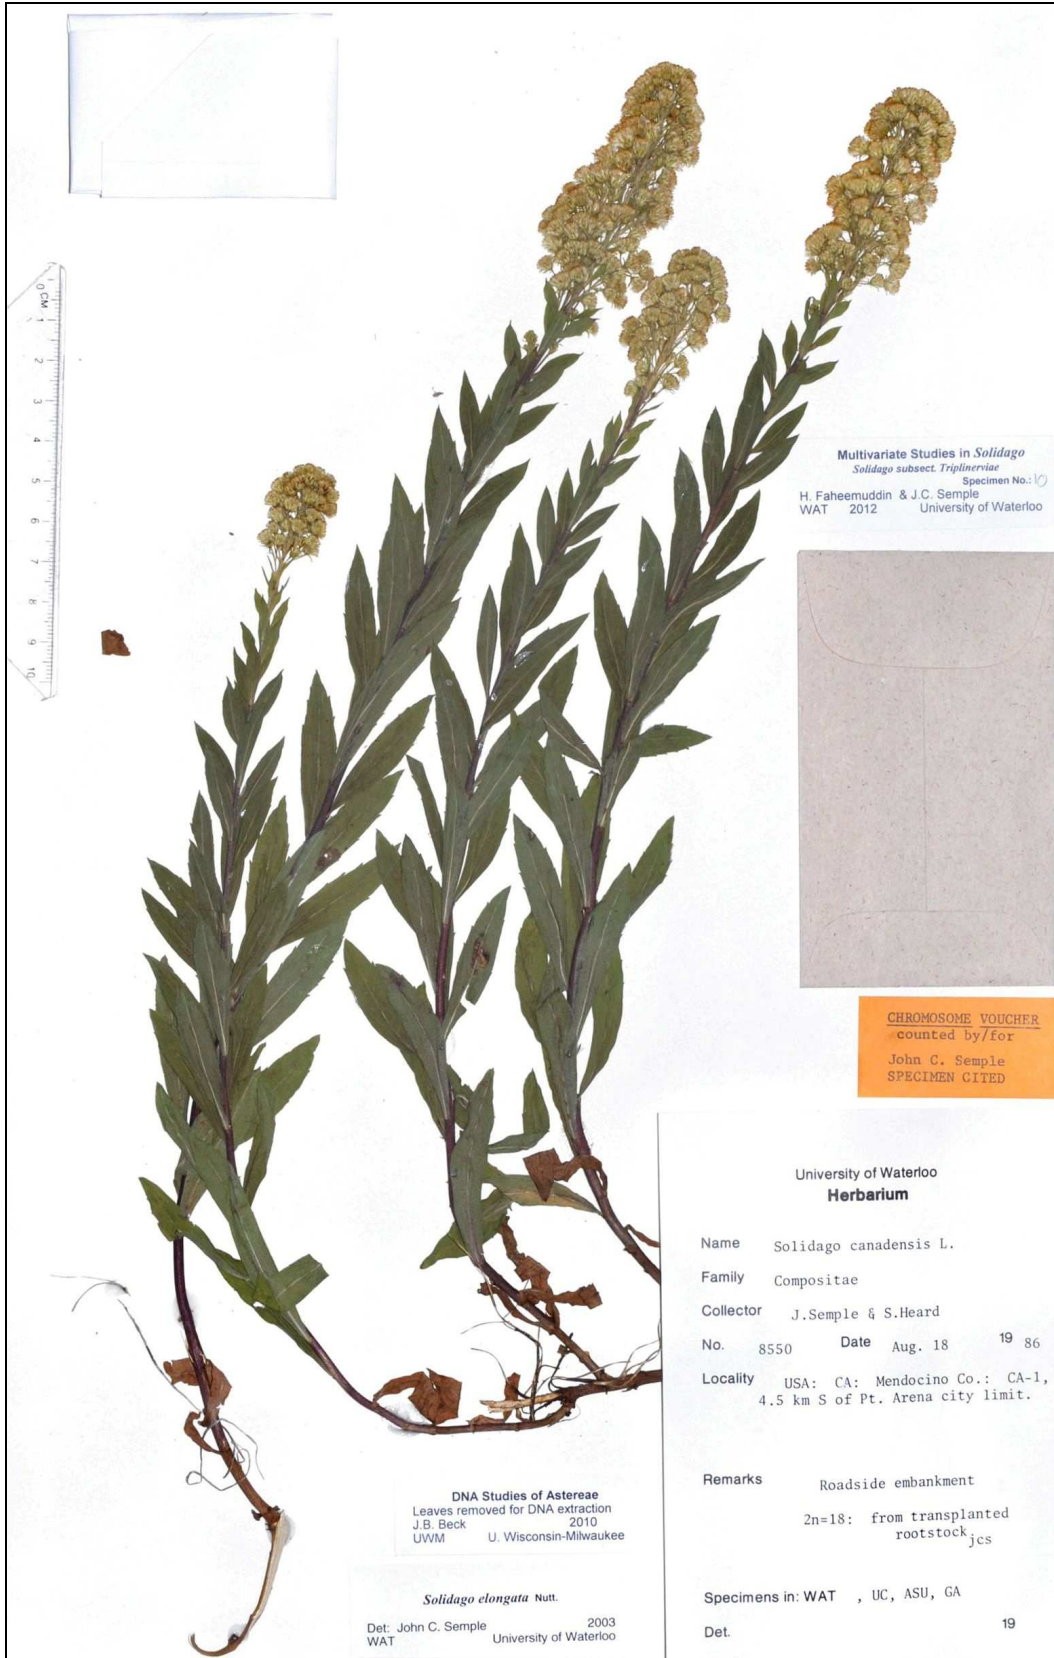 0 CM 1
2
3
4
5
6
7
8
9
10
Multivariate Studies in Solidago
Solidago subsect. Triplinerviae
Specimen No.: 10
H. Faheemuddin & J.C. Semple
WAT 2012 University of Waterloo
CHROMOSOME VOUCHER
counted by/for
John C. Semple
SPECIMEN CITED
University of Waterloo
Herbarium
Name Solidago canadensis L.
Family Compositae
Collector J.Semple & S.Heard
No. 8550 Date Aug. 18 19 86
Locality USA: CA: Mendocino Co.: CA-1,
4.5 km S of Pt. Arena city limit.
Remarks Roadside embankment
2n=18: from transplanted
rootstock jcs
Specimens in: WAT , UC, ASU, GA
Det. 19
DNA Studies of Astereae
Leaves removed for DNA extraction
J.B. Beck 2010
UWM U. Wisconsin-Milwaukee
Solidago elongata Nutt.
Det: John C. Semple 2003
WAT University of Waterloo